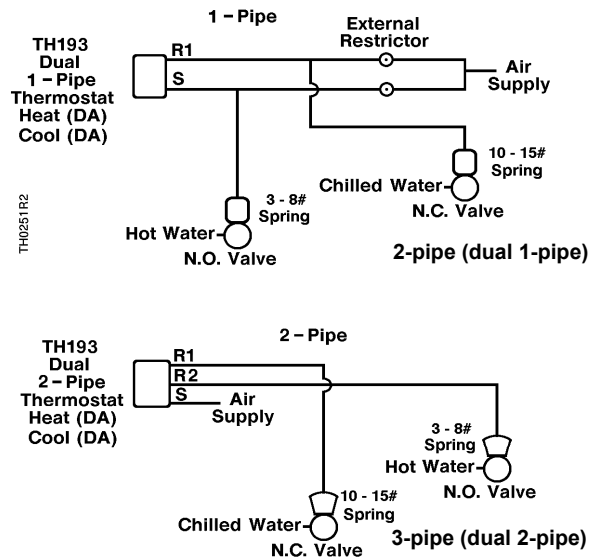 1 – Pipe
TH193
Dual
1 – Pipe
Thermostat
Heat (DA)
Cool (DA)
R1
S
External
Restrictor
Air
Supply
10 - 15#
Spring
Chilled Water
N.C. Valve
3 - 8#
Spring
Hot Water
N.O. Valve
TH0251R2
2-pipe (dual 1-pipe)
2 – Pipe
TH193
Dual
2 – Pipe
Thermostat
Heat (DA)
Cool (DA)
R1
R2
S
Air
Supply
3 - 8#
Spring
Hot Water
N.O. Valve
10 - 15#
Spring
Chilled Water
N.C. Valve
3-pipe (dual 2-pipe)